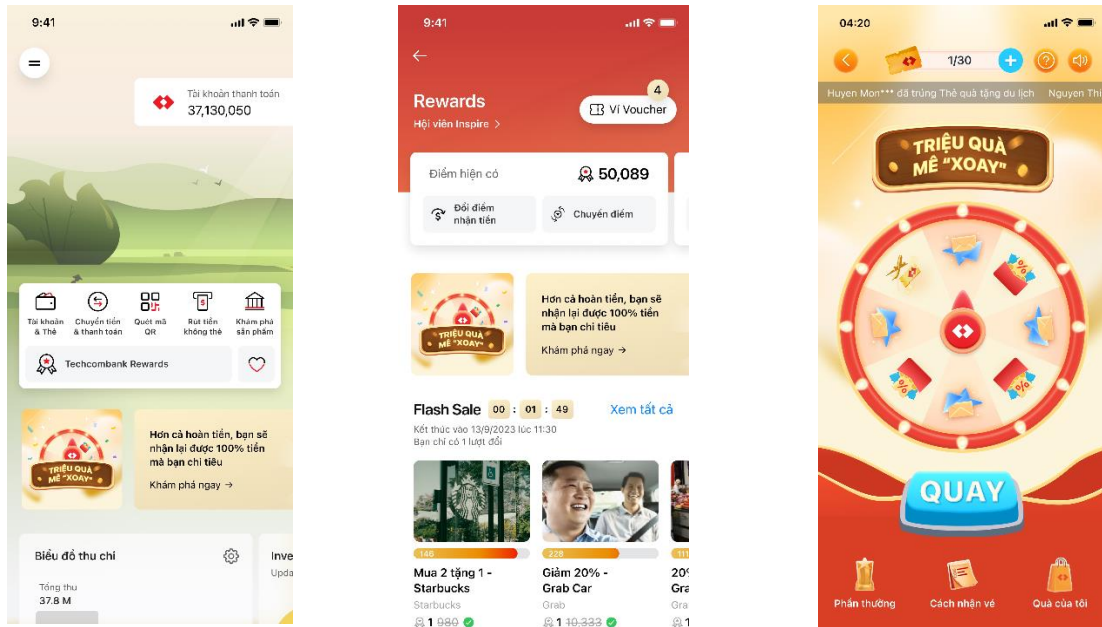 9:41
Tài khoản thanh toán
37,130,050
Tài khoản
& Thẻ
Chuyển tiền
& thanh toán
Quét mã
QR
Rút tiền
không thẻ
Khám phá
sản phẩm
Techcombank Rewards
TRIỆU QUÀ
MÊ "XOAY"
Hơn cả hoàn tiền, bạn sẽ
nhận lại được 100% tiền
mà bạn chi tiêu
Khám phá ngay →
Biểu đồ thu chi
Tổng thu
37.8 M
Inve
Upda
9:41
Rewards
Hội viên Inspire >
4
Ví Voucher
Điểm hiện có
50,089
Đổi điểm
nhận tiền
Chuyển điểm
TRIỆU QUÀ
MÊ "XOAY"
Hơn cả hoàn tiền, bạn sẽ
nhận lại được 100% tiền
mà bạn chi tiêu
Khám phá ngay →
Flash Sale 00 : 01 : 49 Xem tất cả
Kết thúc vào 13/9/2023 lúc 11:30
Bạn chỉ có 1 lượt đổi
146
Mua 2 tặng 1 -
Starbucks
Starbucks
1 980
228
Giảm 20% -
Grab Car
Grab
1 10,333
111
20%
Gra
Gra
1
04:20
1/30
Huyen Mon*** đã trúng Thẻ quà tặng du lịch Nguyen Thi
TRIỆU QUÀ
MÊ "XOAY"
%
%
%
QUAY
Phần thưởng
Cách nhận vé
Quà của tôi